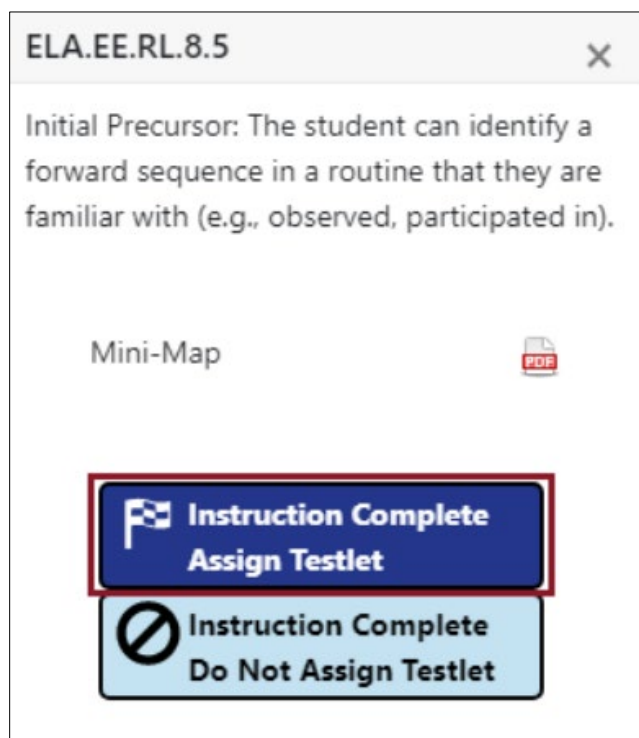 ELA.EE.RL.8.5
×
Initial Precursor: The student can identify a
forward sequence in a routine that they are
familiar with (e.g., observed, participated in).
Mini-Map
PDF
Instruction Complete
Assign Testlet
Instruction Complete
Do Not Assign Testlet